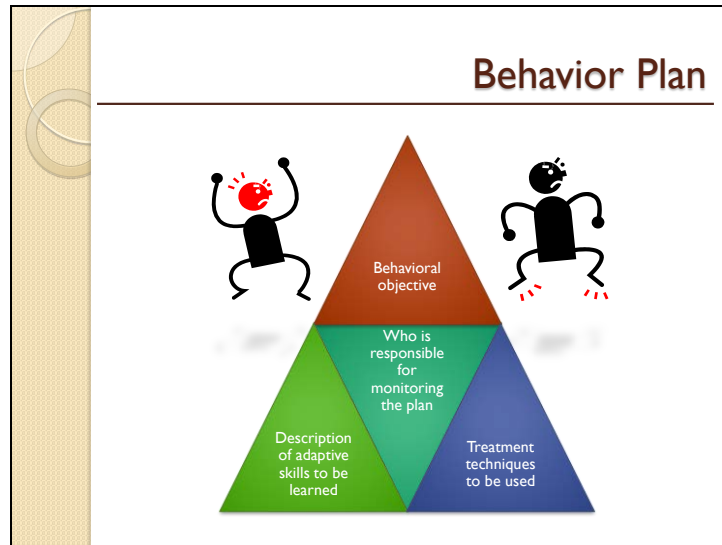 Behavior Plan
Behavioral
objective
Who is
responsible
for
monitoring
the plan
Description
of adaptive
skills to be
learned
Treatment
techniques
to be used